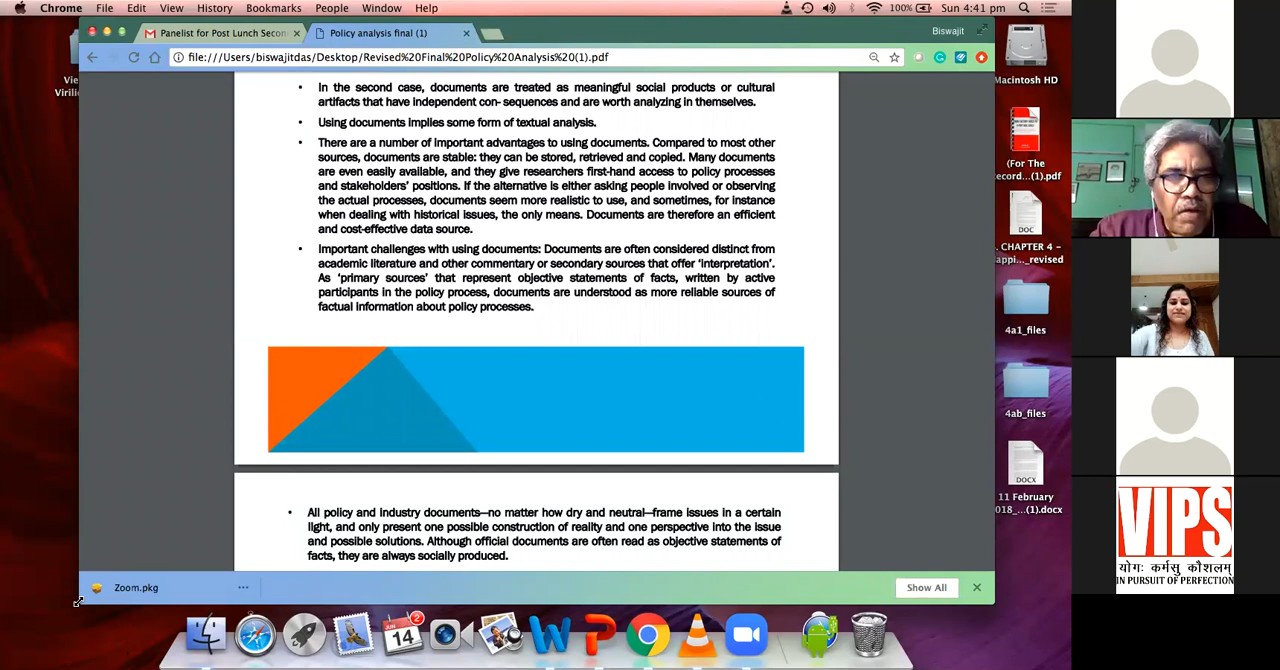 Chrome File Edit View History Bookmarks People Window Help
100% Sun 4:41 pm
Panelist for Post Lunch Secon
Policy analysis final (1)
Biswajit
file:///Users/biswajitdas/Desktop/Revised%20Final%20Policy%20Analysis%20(1).pdf
• In the second case, documents are treated as meaningful social products or cultural
artifacts that have independent con- sequences and are worth analyzing in themselves.
• Using documents implies some form of textual analysis.
• There are a number of important advantages to using documents. Compared to most other
sources, documents are stable: they can be stored, retrieved and copied. Many documents
are even easily available, and they give researchers first-hand access to policy processes
and stakeholders' positions. If the alternative is either asking people involved or observing
the actual processes, documents seem more realistic to use, and sometimes, for instance
when dealing with historical issues, the only means. Documents are therefore an efficient
and cost-effective data source.
• Important challenges with using documents: Documents are often considered distinct from
academic literature and other commentary or secondary sources that offer 'interpretation'.
As 'primary sources' that represent objective statements of facts, written by active
participants in the policy process, documents are understood as more reliable sources of
factual information about policy processes.
• All policy and industry documents—no matter how dry and neutral—frame issues in a certain
light, and only present one possible construction of reality and one perspective into the issue
and possible solutions. Although official documents are often read as objective statements of
facts, they are always socially produced.
Zoom.pkg
Show All
Vie
Virili
Macintosh HD
(For The
ecord...(1).pdf
DOC
. CHAPTER 4 -
appi..._revised
4a1_files
4ab_files
DOCX
11 February
018_...(1).docx
JUN
14
2
VIPS
योगः कर्मसु कौशलम्
IN PURSUIT OF PERFECTION